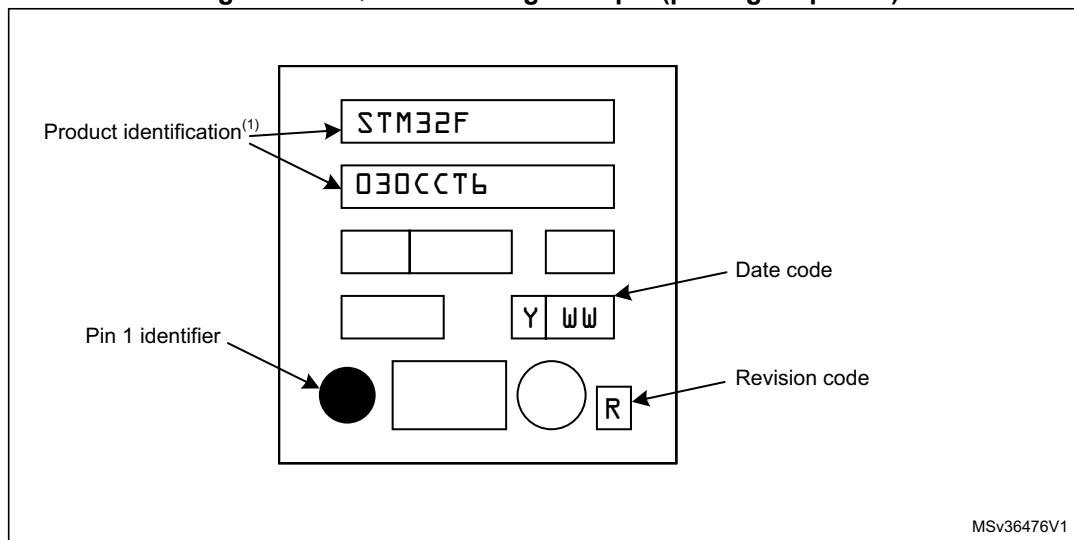 STM32F
Product identification(1)
030CCT6
Date code
Y WW
Pin 1 identifier
Revision code
R
MSv36476V1